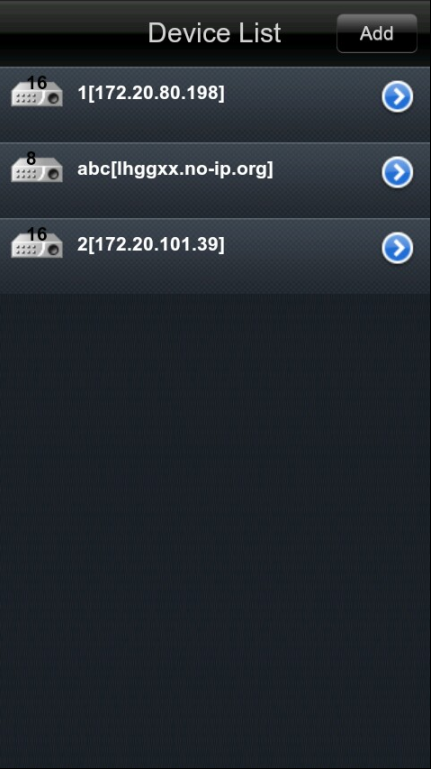 Device List
Add
16
1[172.20.80.198]
8
abc[lhggxx.no-ip.org]
16
2[172.20.101.39]